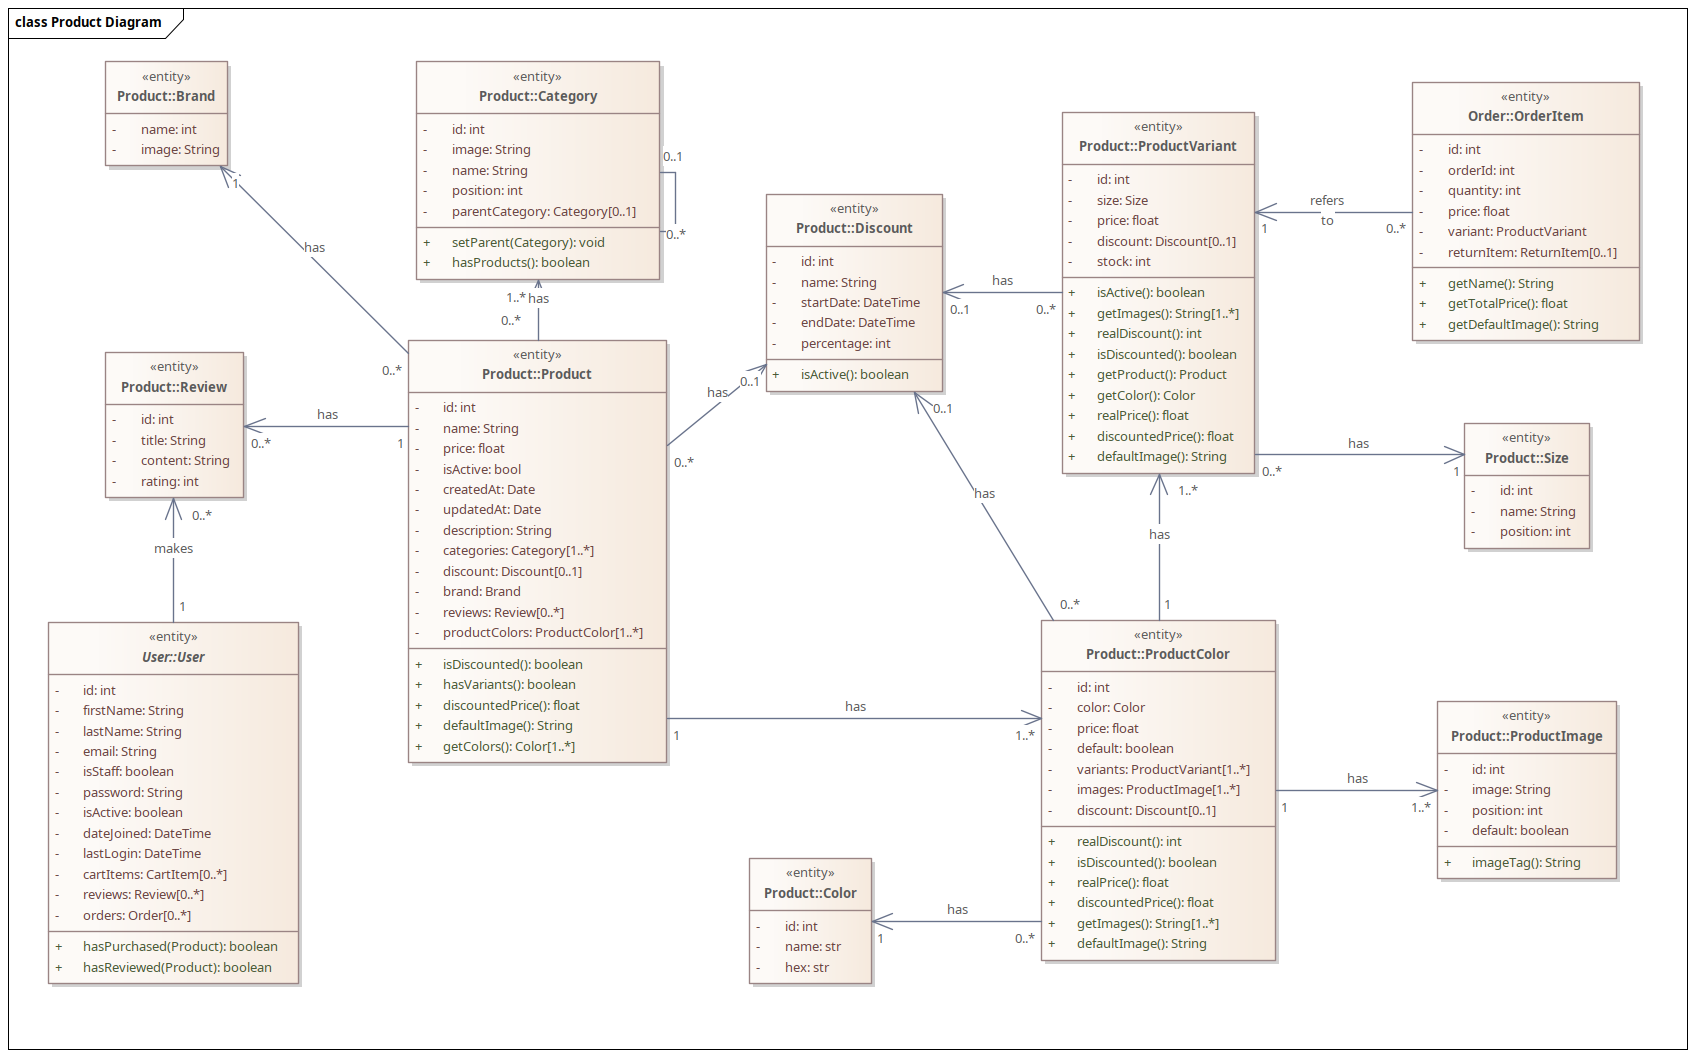 class Product Diagram
«entity»
Product::Brand
- name: int
- image: String
«entity»
Product::Category
- id: int
- image: String
- name: String
- position: int
- parentCategory: Category[0..1]
+ setParent(Category): void
+ hasProducts(): boolean
0..1
0..*
1
has
0..*
1..* has
0..*
«entity»
Product::Discount
- id: int
- name: String
- startDate: DateTime
- endDate: DateTime
- percentage: int
+ isActive(): boolean
«entity»
Product::ProductVariant
- id: int
- size: Size
- price: float
- discount: Discount[0..1]
- stock: int
+ isActive(): boolean
+ getImages(): String[1..*]
+ realDiscount(): int
+ isDiscounted(): boolean
+ getProduct(): Product
+ getColor(): Color
+ realPrice(): float
+ discountedPrice(): float
+ defaultImage(): String
«entity»
Order::OrderItem
- id: int
- orderId: int
- quantity: int
- price: float
- variant: ProductVariant
- returnItem: ReturnItem[0..1]
+ getName(): String
+ getTotalPrice(): float
+ getDefaultImage(): String
refers
to
1
0..*
has
0..1
0..*
«entity»
Product::Review
- id: int
- title: String
- content: String
- rating: int
has
0..*
1
0..*
makes
1
«entity»
Product::Product
- id: int
- name: String
- price: float
- isActive: bool
- createdAt: Date
- updatedAt: Date
- description: String
- categories: Category[1..*]
- discount: Discount[0..1]
- brand: Brand
- reviews: Review[0..*]
- productColors: ProductColor[1..*]
+ isDiscounted(): boolean
+ hasVariants(): boolean
+ discountedPrice(): float
+ defaultImage(): String
+ getColors(): Color[1..*]
has
0..1
0..*
0..1
has
0..*
has
0..*
1
«entity»
Product::Size
- id: int
- name: String
- position: int
1..*
has
1
«entity»
User::User
- id: int
- firstName: String
- lastName: String
- email: String
- isStaff: boolean
- password: String
- isActive: boolean
- dateJoined: DateTime
- lastLogin: DateTime
- cartItems: CartItem[0..*]
- reviews: Review[0..*]
- orders: Order[0..*]
+ hasPurchased(Product): boolean
+ hasReviewed(Product): boolean
has
1
1..*
«entity»
Product::ProductColor
- id: int
- color: Color
- price: float
- default: boolean
- variants: ProductVariant[1..*]
- images: ProductImage[1..*]
- discount: Discount[0..1]
+ realDiscount(): int
+ isDiscounted(): boolean
+ realPrice(): float
+ discountedPrice(): float
+ getImages(): String[1..*]
+ defaultImage(): String
has
1
1..*
«entity»
Product::ProductImage
- id: int
- image: String
- position: int
- default: boolean
+ imageTag(): String
«entity»
Product::Color
- id: int
- name: str
- hex: str
has
1
0..*